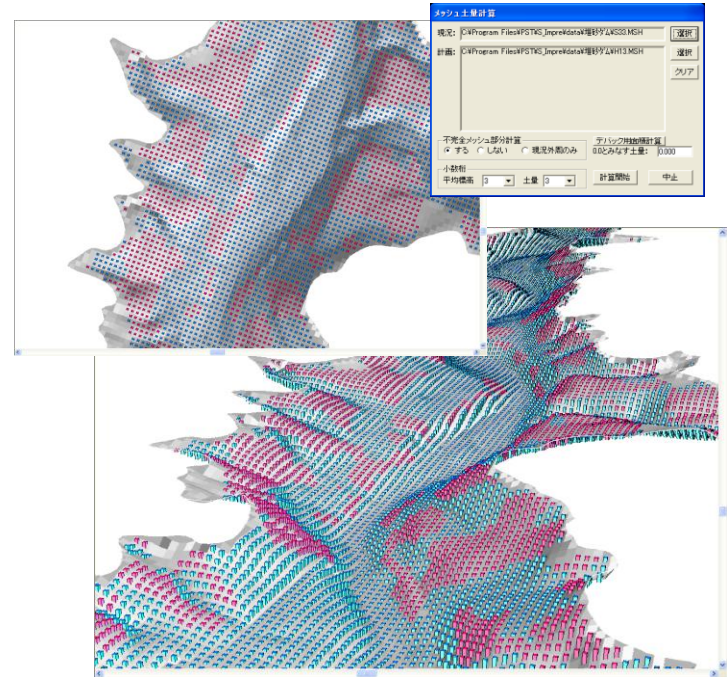 メッシュ土量計算
現況: C:¥Program Files¥PST¥S_Impre¥data¥堆砂ダム¥S33.MSH 選択
計画: C:¥Program Files¥PST¥S_Impre¥data¥堆砂ダム¥H13.MSH 選択
クリア
不完全メッシュ部分計算 デバック用面積計算
する しない 現況外周のみ 0.0とみなす土量: 0.000
小数桁
平均標高 3 土量 3 計算開始 中止